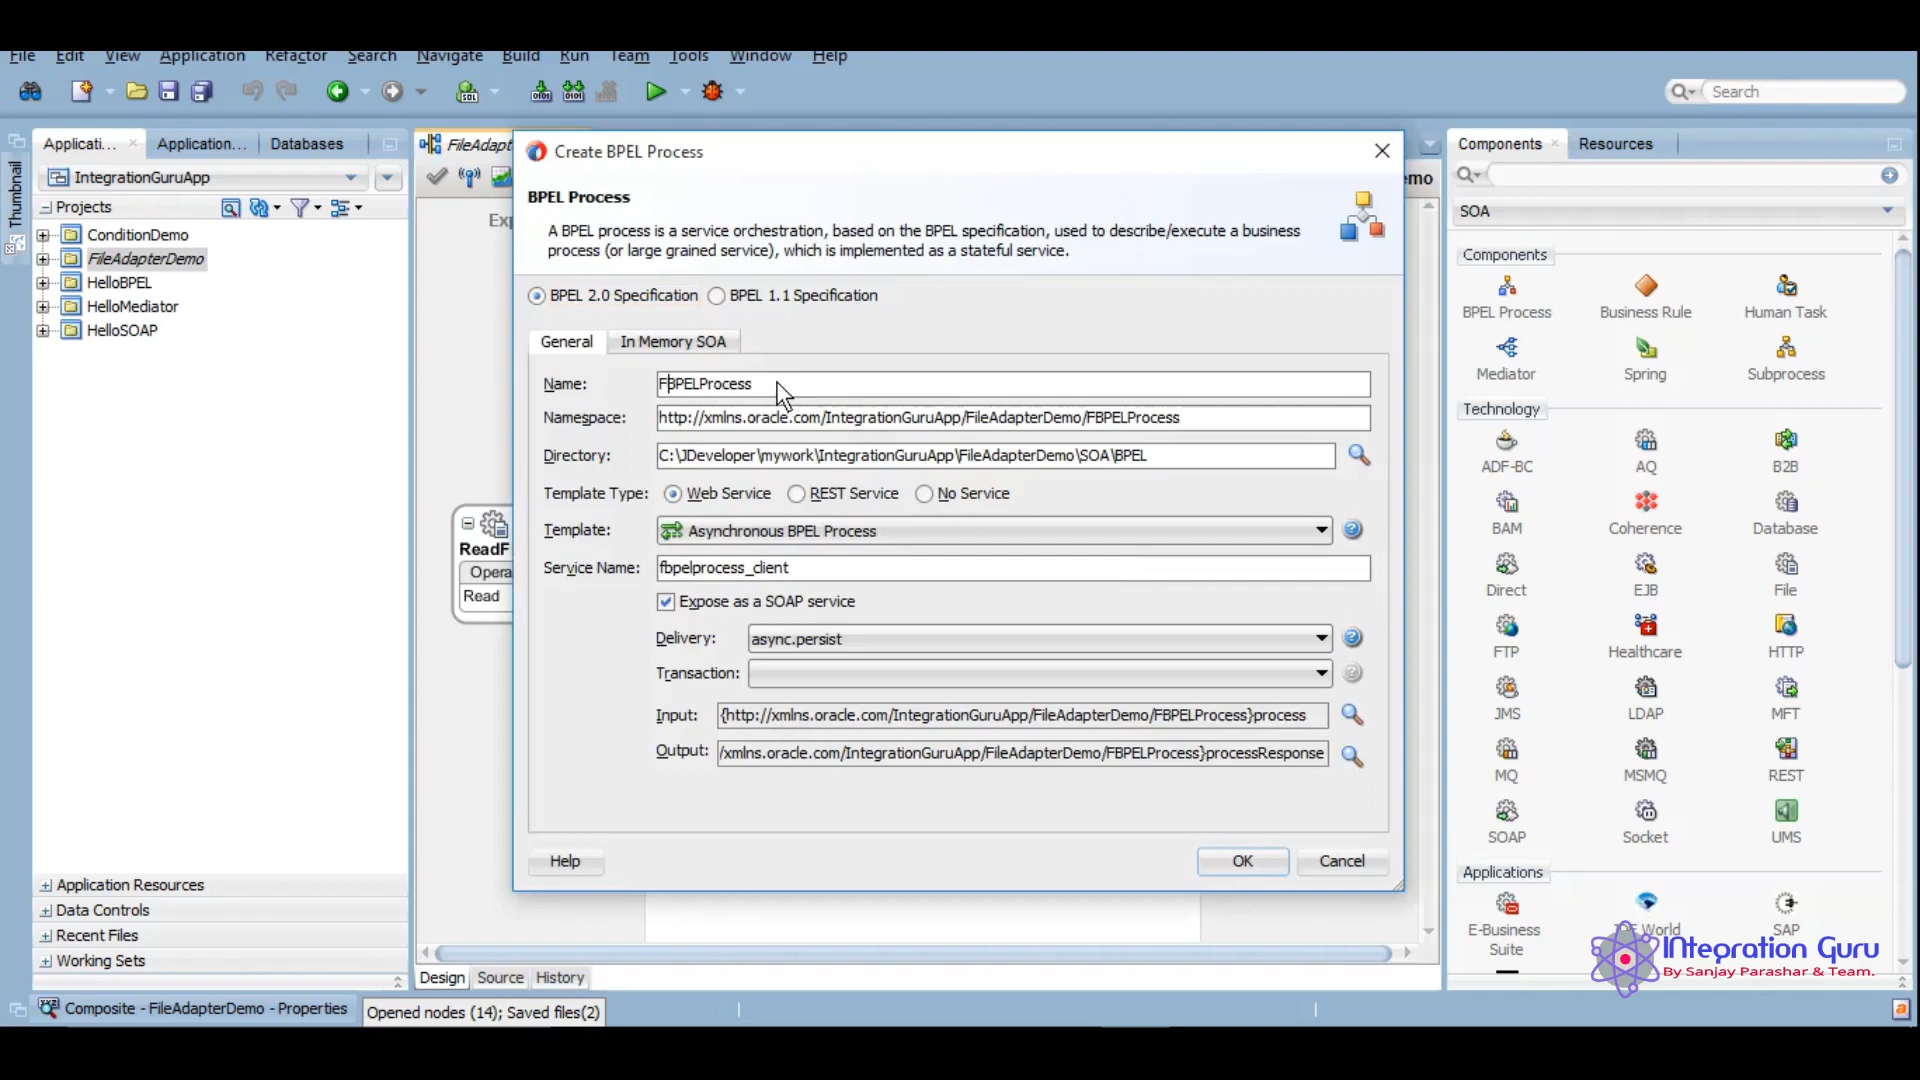 File Edit View Application Refactor Search Navigate Build Run Team Tools Window Help
Search
Thumbnail
Applicati... Application... Databases
IntegrationGuruApp
Projects
ConditionDemo
FileAdapterDemo
HelloBPEL
HelloMediator
HelloSOAP
Application Resources
Data Controls
Recent Files
Working Sets
FileAdapt
emo
Exp
ReadF
Opera
Read
Create BPEL Process
BPEL Process
A BPEL process is a service orchestration, based on the BPEL specification, used to describe/execute a business
process (or large grained service), which is implemented as a stateful service.
BPEL 2.0 Specification BPEL 1.1 Specification
General In Memory SOA
Name: FBPELProcess
Namespace: http://xmlns.oracle.com/IntegrationGuruApp/FileAdapterDemo/FBPELProcess
Directory: C:\JDeveloper\mywork\IntegrationGuruApp\FileAdapterDemo\SOA\BPEL
Template Type: Web Service REST Service No Service
Template: Asynchronous BPEL Process
Service Name: fbpelprocess_client
Expose as a SOAP service
Delivery: async.persist
Transaction:
Input: {http://xmlns.oracle.com/IntegrationGuruApp/FileAdapterDemo/FBPELProcess}process
Output: /xmlns.oracle.com/IntegrationGuruApp/FileAdapterDemo/FBPELProcess}processResponse
Help OK Cancel
Design Source History
Components Resources
SOA
Components
BPEL Process Business Rule Human Task
Mediator Spring Subprocess
Technology
ADF-BC AQ B2B
BAM Coherence Database
Direct EJB File
FTP Healthcare HTTP
JMS LDAP MFT
MQ MSMQ REST
SOAP Socket UMS
Applications
E-Business
Suite
World SAP
INtegration Guru
By Sanjay Parashar & Team.
Composite - FileAdapterDemo - Properties Opened nodes (14); Saved files(2)